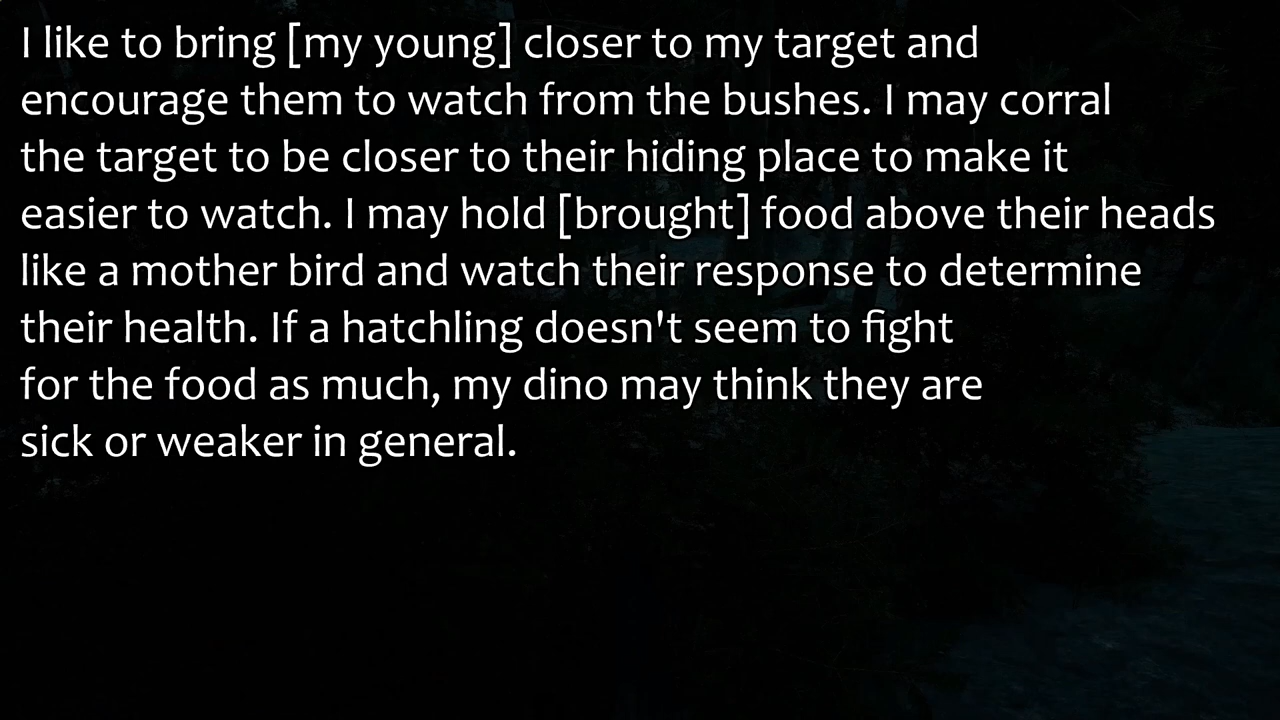 I like to bring [my young] closer to my target and
encourage them to watch from the bushes. I may corral
the target to be closer to their hiding place to make it
easier to watch. I may hold [brought] food above their heads
like a mother bird and watch their response to determine
their health. If a hatchling doesn't seem to fight
for the food as much, my dino may think they are
sick or weaker in general.